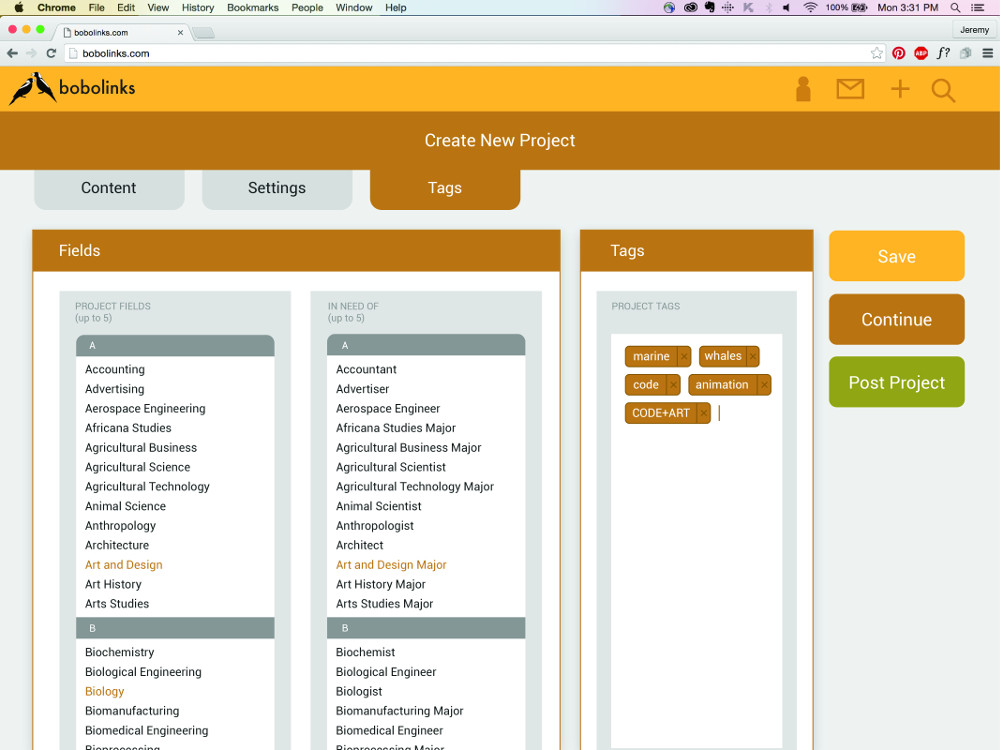 Chrome File Edit View History Bookmarks People Window Help 100% Mon 3:31 PM
bobolinks.com
Jeremy
bobolinks.com ABP f?
bobolinks
Create New Project
Content Settings Tags
Fields
PROJECT FIELDS
(up to 5)
A
Accounting
Advertising
Aerospace Engineering
Africana Studies
Agricultural Business
Agricultural Science
Agricultural Technology
Animal Science
Anthropology
Architecture
Art and Design
Art History
Arts Studies
B
Biochemistry
Biological Engineering
Biology
Biomanufacturing
Biomedical Engineering
Bioprocessing
IN NEED OF
(up to 5)
A
Accountant
Advertiser
Aerospace Engineer
Africana Studies Major
Agricultural Business Major
Agricultural Scientist
Agricultural Technology Major
Animal Scientist
Anthropologist
Architect
Art and Design Major
Art History Major
Arts Studies Major
B
Biochemist
Biological Engineer
Biologist
Biomanufacturing Major
Biomedical Engineer
Bioprocessing Major
Tags
PROJECT TAGS
marine × whales ×
code × animation ×
CODE+ART ×
Save
Continue
Post Project